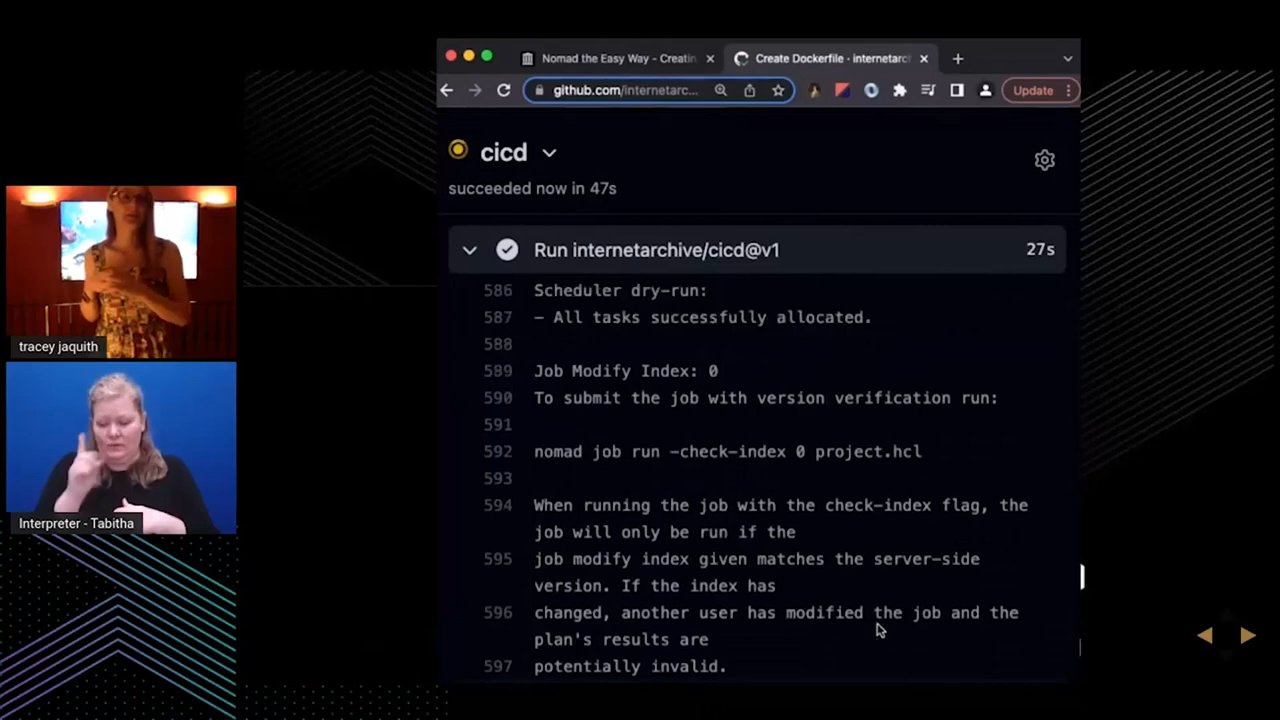 Nomad the Easy Way - Creatin
Create Dockerfile · internetarc
github.com/internetarc...
Update
cicd
succeeded now in 47s
Run internetarchive/cicd@v1
27s
586 Scheduler dry-run:
587 - All tasks successfully allocated.
588
589 Job Modify Index: 0
590 To submit the job with version verification run:
591
592 nomad job run -check-index 0 project.hcl
593
594 When running the job with the check-index flag, the
job will only be run if the
595 job modify index given matches the server-side
version. If the index has
596 changed, another user has modified the job and the
plan's results are
597 potentially invalid.
tracey jaquith
Interpreter - Tabitha